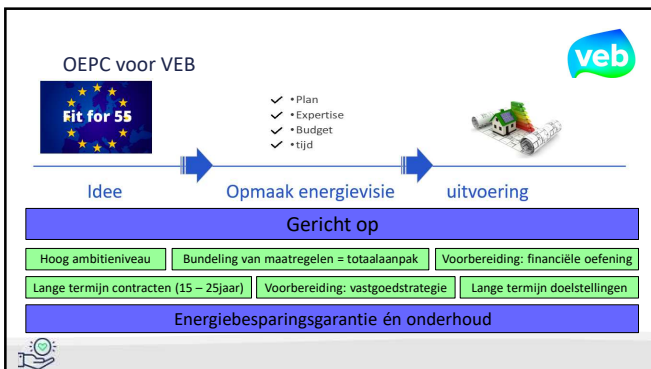 OEPC voor VEB
veb
Fit for 55
✓ • Plan
✓ • Expertise
✓ • Budget
✓ • tijd
Idee
Opmaak energievisie
uitvoering
Gericht op
Hoog ambitieniveau
Bundeling van maatregelen = totaalaanpak
Voorbereiding: financiële oefening
Lange termijn contracten (15 – 25jaar)
Voorbereiding: vastgoedstrategie
Lange termijn doelstellingen
Energiebesparingsgarantie én onderhoud